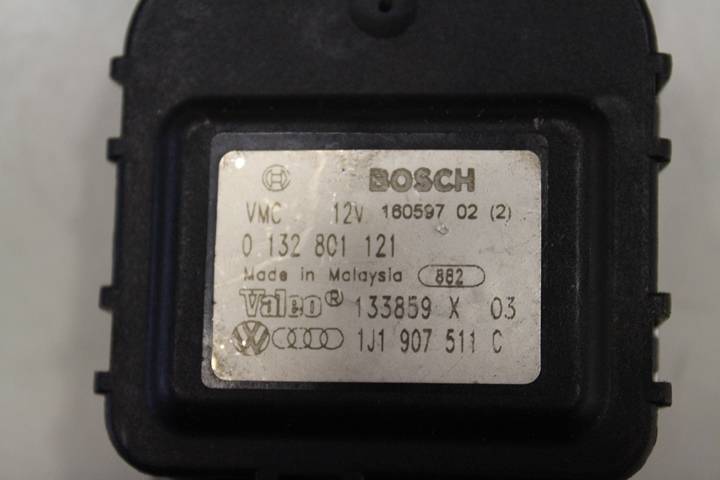 BOSCH
VMC 12V 160597 02 (2)
0 132 801 121
Made in Malaysia 882
Valeo® 133859 X 03
VW 1J1 907 511 C